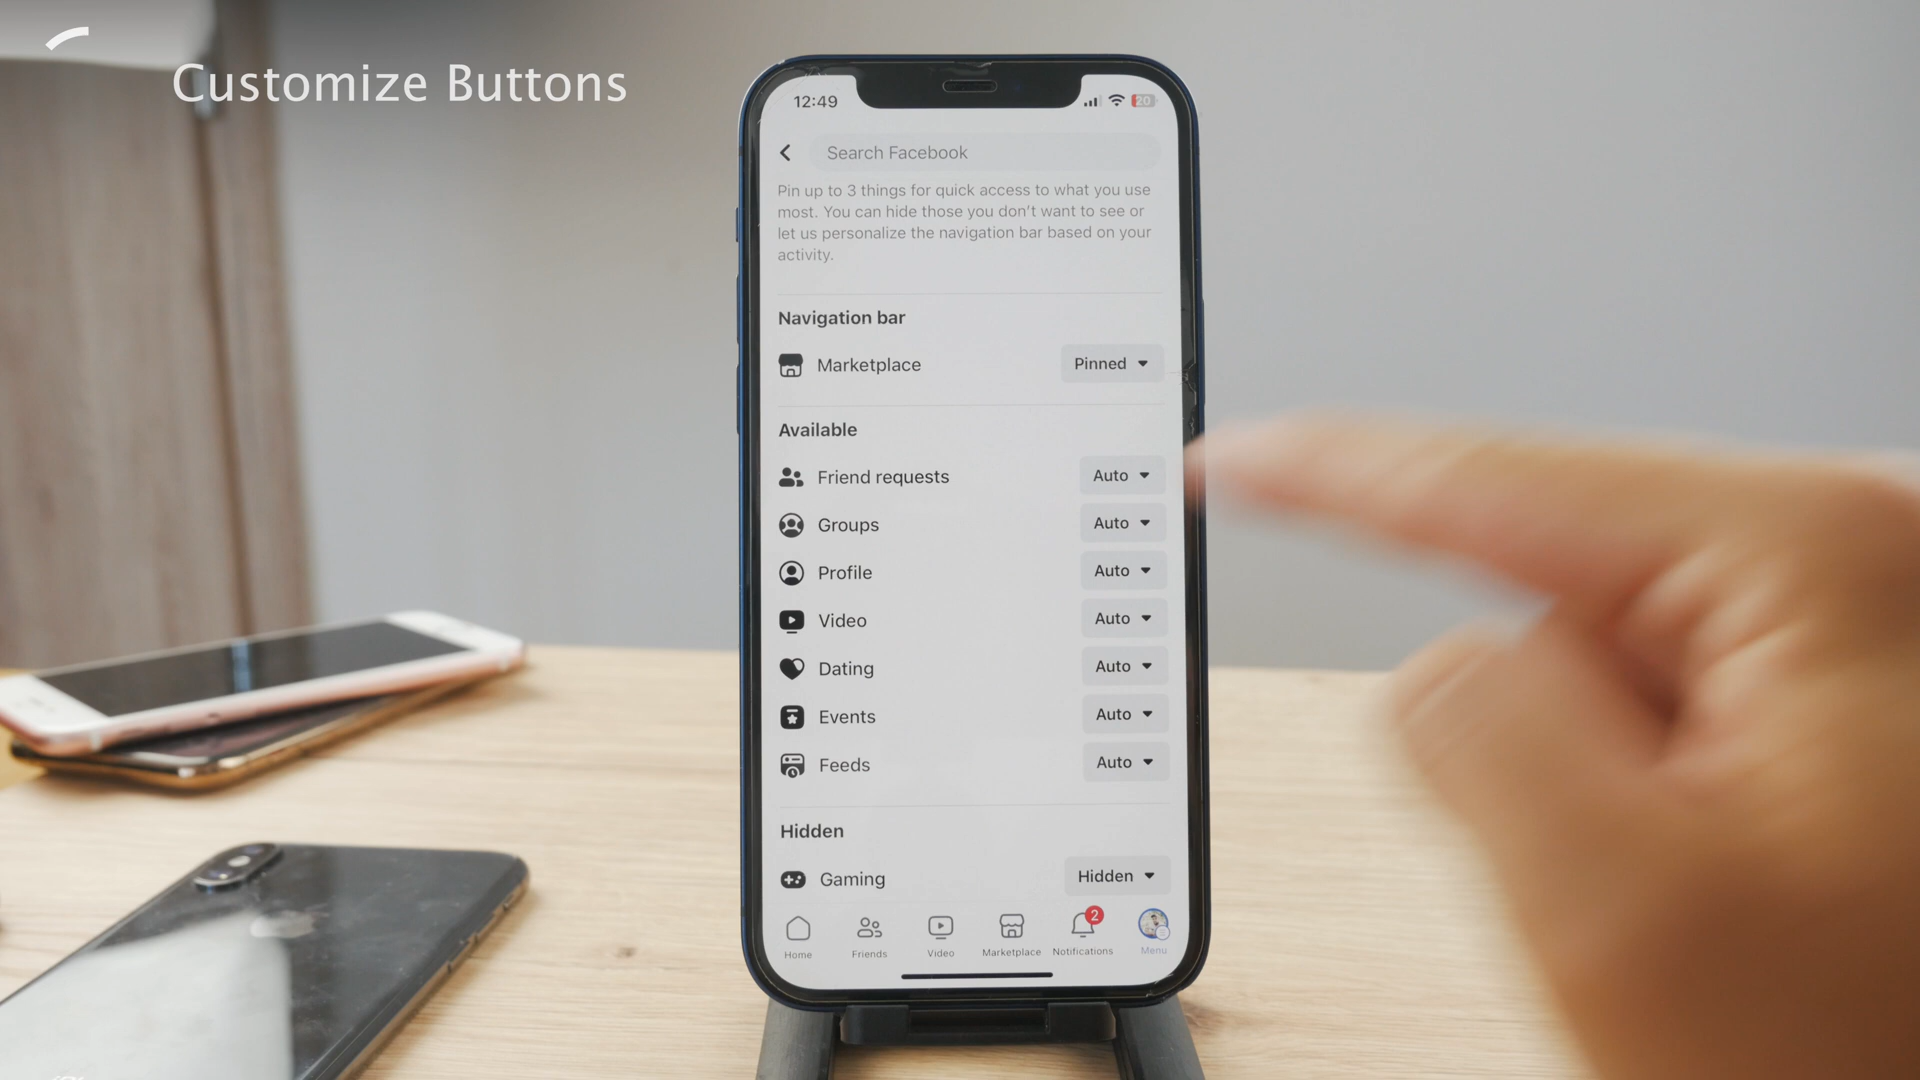 Customize Buttons
12:49
20
Search Facebook
Pin up to 3 things for quick access to what you use
most. You can hide those you don't want to see or
let us personalize the navigation bar based on your
activity.
Navigation bar
Marketplace Pinned
Available
Friend requests Auto
Groups Auto
Profile Auto
Video Auto
Dating Auto
Events Auto
Feeds Auto
Hidden
Gaming Hidden
2
Home Friends Video Marketplace Notifications Menu